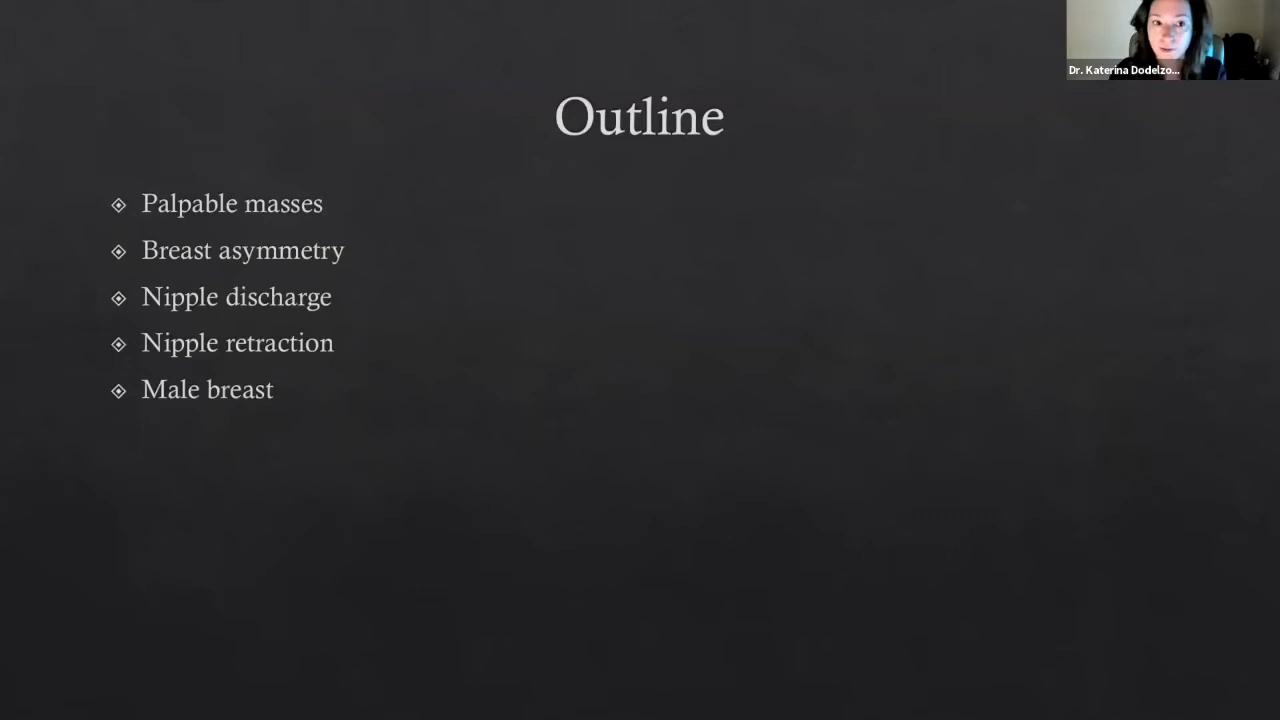 Dr. Katerina Dodelzo...
Outline
Palpable masses
Breast asymmetry
Nipple discharge
Nipple retraction
Male breast